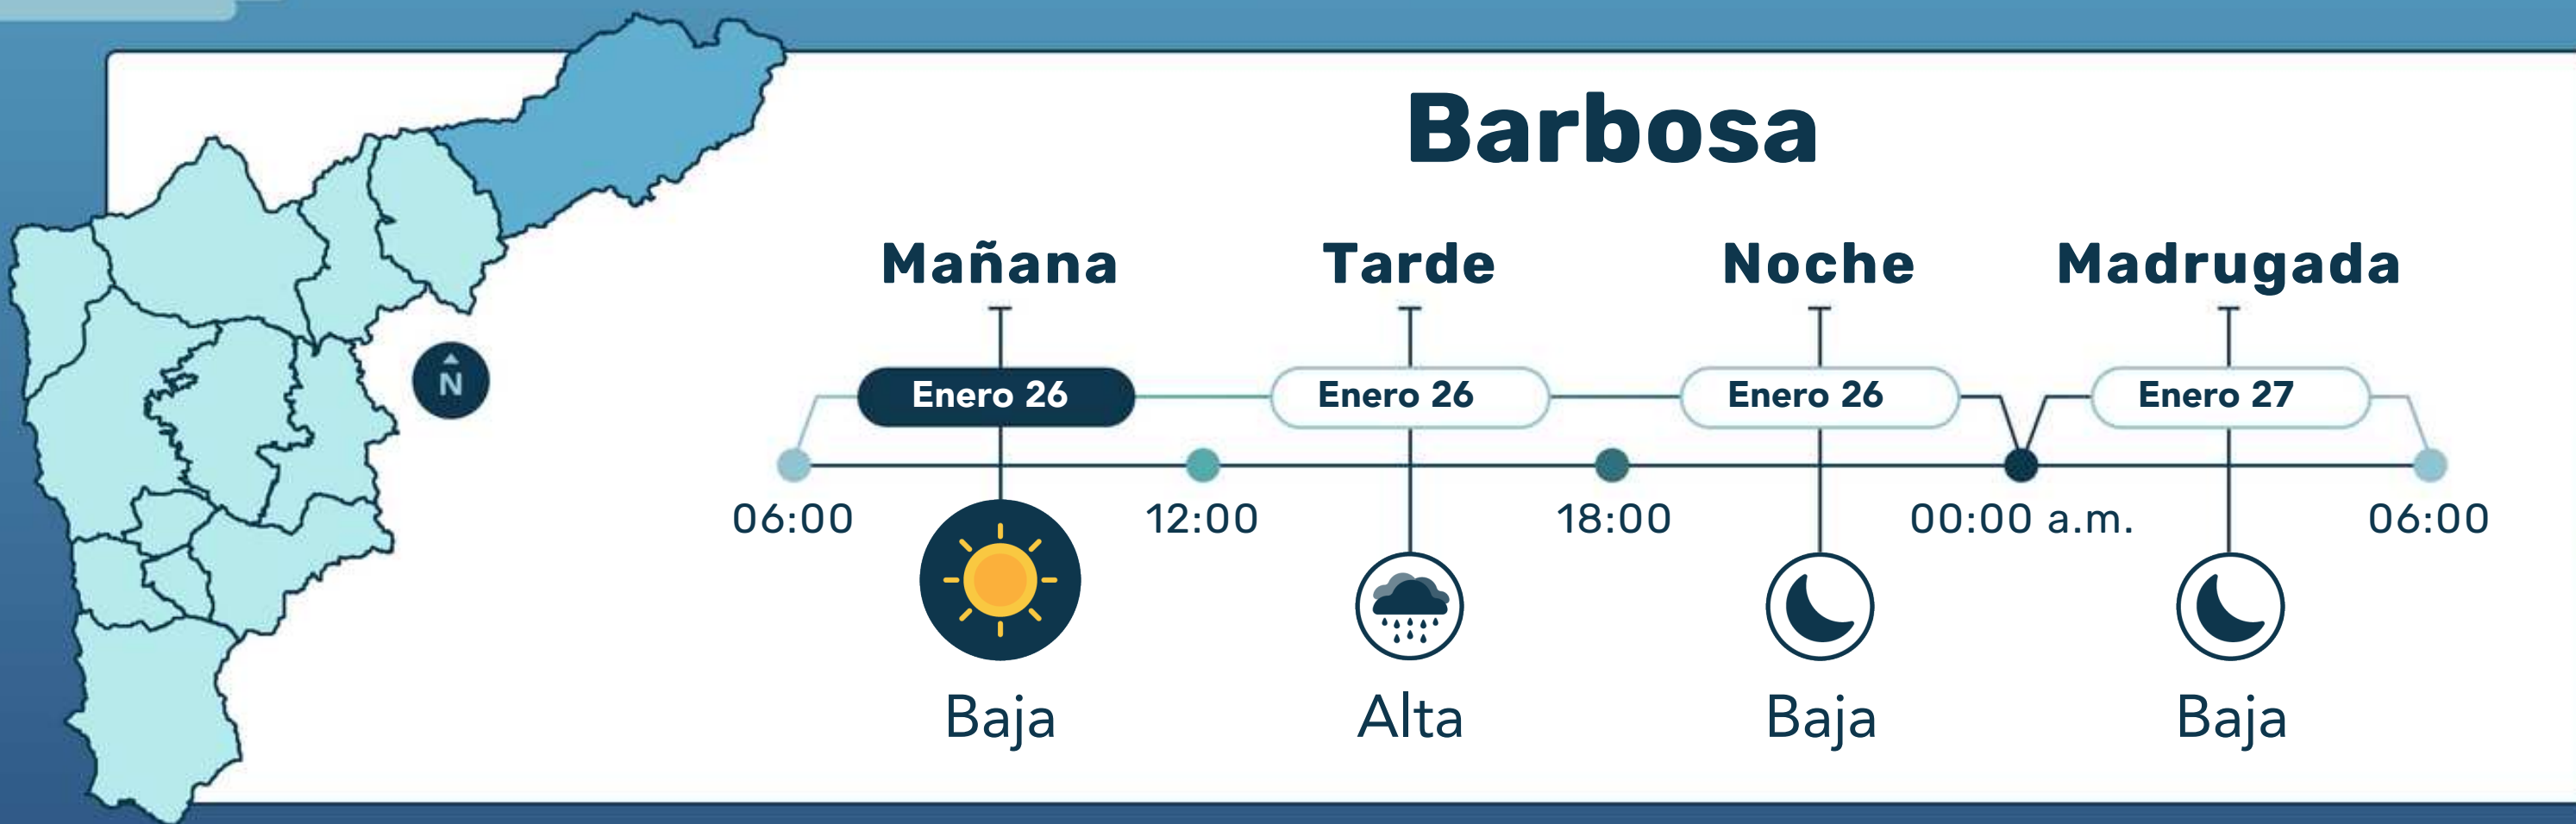 Barbosa
Mañana Tarde Noche Madrugada
Enero 26 Enero 26 Enero 26 Enero 27
N
06:00 12:00 18:00 00:00 a.m. 06:00
Baja Alta Baja Baja